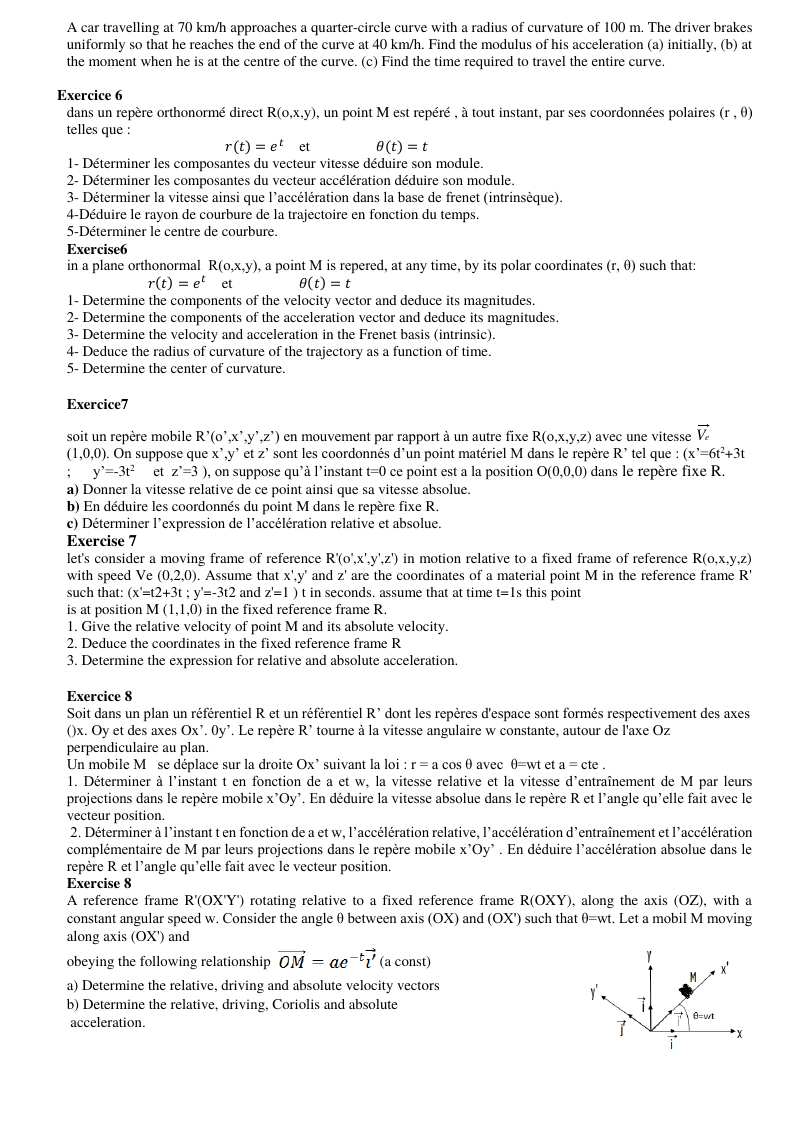 A car travelling at 70 km/h approaches a quarter-circle curve with a radius of curvature of 100 m. The driver brakes
uniformly so that he reaches the end of the curve at 40 km/h. Find the modulus of his acceleration (a) initially, (b) at
the moment when he is at the centre of the curve. (c) Find the time required to travel the entire curve.
Exercice 6
dans un repère orthonormé direct R(o,x,y), un point M est repéré , à tout instant, par ses coordonnées polaires (r , θ)
telles que :
r(t) = e^t et θ(t) = t
1- Déterminer les composantes du vecteur vitesse déduire son module.
2- Déterminer les composantes du vecteur accélération déduire son module.
3- Déterminer la vitesse ainsi que l’accélération dans la base de frenet (intrinsèque).
4-Déduire le rayon de courbure de la trajectoire en fonction du temps.
5-Déterminer le centre de courbure.
Exercise6
in a plane orthonormal R(o,x,y), a point M is repered, at any time, by its polar coordinates (r, θ) such that:
r(t) = e^t et θ(t) = t
1- Determine the components of the velocity vector and deduce its magnitudes.
2- Determine the components of the acceleration vector and deduce its magnitudes.
3- Determine the velocity and acceleration in the Frenet basis (intrinsic).
4- Deduce the radius of curvature of the trajectory as a function of time.
5- Determine the center of curvature.
Exercice7
soit un repère mobile R’(o’,x’,y’,z’) en mouvement par rapport à un autre fixe R(o,x,y,z) avec une vitesse V⃗e
(1,0,0). On suppose que x’,y’ et z’ sont les coordonnés d’un point matériel M dans le repère R’ tel que : (x’=6t²+3t
; y’=-3t² et z’=3 ), on suppose qu’à l’instant t=0 ce point est a la position O(0,0,0) dans le repère fixe R.
a) Donner la vitesse relative de ce point ainsi que sa vitesse absolue.
b) En déduire les coordonnés du point M dans le repère fixe R.
c) Déterminer l’expression de l’accélération relative et absolue.
Exercise 7
let's consider a moving frame of reference R'(o',x',y',z') in motion relative to a fixed frame of reference R(o,x,y,z)
with speed Ve (0,2,0). Assume that x',y' and z' are the coordinates of a material point M in the reference frame R'
such that: (x'=t2+3t ; y'=-3t2 and z'=1 ) t in seconds. assume that at time t=1s this point
is at position M (1,1,0) in the fixed reference frame R.
1. Give the relative velocity of point M and its absolute velocity.
2. Deduce the coordinates in the fixed reference frame R
3. Determine the expression for relative and absolute acceleration.
Exercice 8
Soit dans un plan un référentiel R et un référentiel R’ dont les repères d'espace sont formés respectivement des axes
()x. Oy et des axes Ox’. 0y’. Le repère R’ tourne à la vitesse angulaire w constante, autour de l'axe Oz
perpendiculaire au plan.
Un mobile M se déplace sur la droite Ox’ suivant la loi : r = a cos θ avec θ=wt et a = cte .
1. Déterminer à l’instant t en fonction de a et w, la vitesse relative et la vitesse d’entraînement de M par leurs
projections dans le repère mobile x’Oy’. En déduire la vitesse absolue dans le repère R et l’angle qu’elle fait avec le
vecteur position.
2. Déterminer à l’instant t en fonction de a et w, l’accélération relative, l’accélération d’entraînement et l’accélération
complémentaire de M par leurs projections dans le repère mobile x’Oy’ . En déduire l’accélération absolue dans le
repère R et l’angle qu’elle fait avec le vecteur position.
Exercise 8
A reference frame R'(OX'Y') rotating relative to a fixed reference frame R(OXY), along the axis (OZ), with a
constant angular speed w. Consider the angle θ between axis (OX) and (OX') such that θ=wt. Let a mobil M moving
along axis (OX') and
obeying the following relationship OM⃗ = ae^−t i⃗' (a const)
a) Determine the relative, driving and absolute velocity vectors
b) Determine the relative, driving, Coriolis and absolute
acceleration.
Y
M
X'
Y'
θ=wt
X